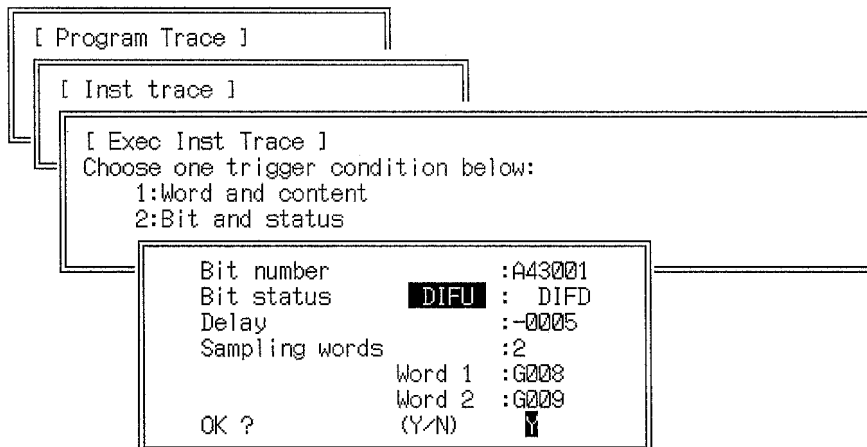 [ Program Trace ]
[ Inst trace ]
[ Exec Inst Trace ]
Choose one trigger condition below:
1:Word and content
2:Bit and status
Bit number :A43001
Bit status DIFU : DIFD
Delay :-0005
Sampling words :2
Word 1 :G008
Word 2 :G009
OK ? (Y/N) Y